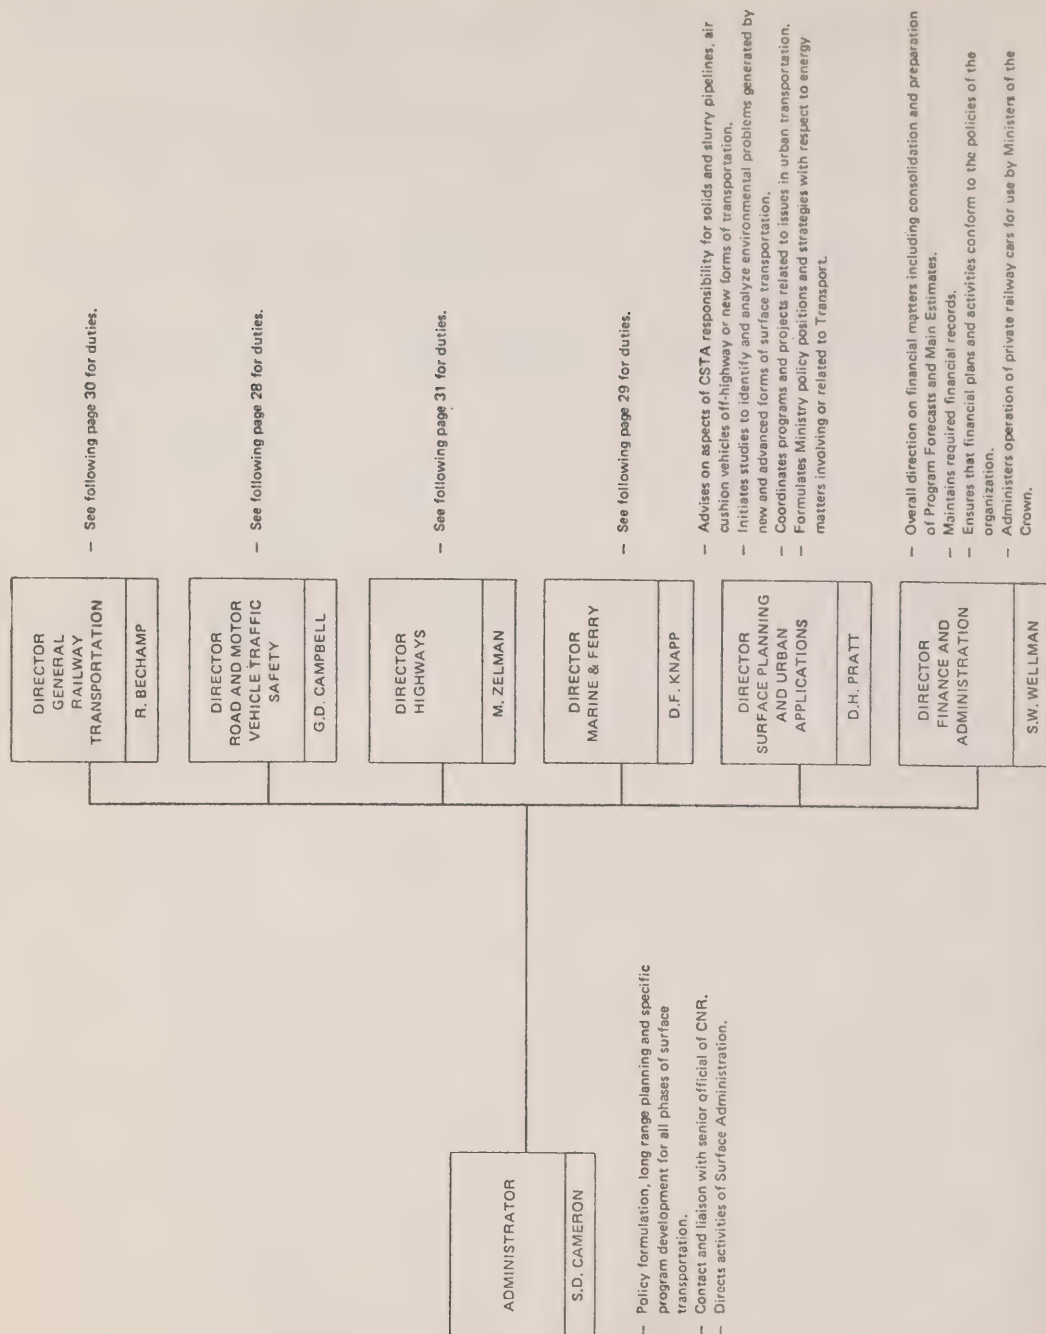 ADMINISTRATOR
S.D. CAMERON
– Policy formulation, long range planning and specific
program development for all phases of surface
transportation.
– Contact and liaison with senior official of CNR.
– Directs activities of Surface Administration.
DIRECTOR
GENERAL
RAILWAY
TRANSPORTATION
R. BECHAMP
– See following page 30 for duties.
DIRECTOR
ROAD AND MOTOR
VEHICLE TRAFFIC
SAFETY
G.D. CAMPBELL
– See following page 28 for duties.
DIRECTOR
HIGHWAYS
M. ZELMAN
– See following page 31 for duties.
DIRECTOR
MARINE & FERRY
D.F. KNAPP
– See following page 29 for duties.
DIRECTOR
SURFACE PLANNING
AND URBAN
APPLICATIONS
D.H. PRATT
– Advises on aspects of CSTA responsibility for solids and slurry pipelines, air
cushion vehicles off-highway or new forms of transportation.
– Initiates studies to identify and analyze environmental problems generated by
new and advanced forms of surface transportation.
– Coordinates programs and projects related to issues in urban transportation.
– Formulates Ministry policy positions and strategies with respect to energy
matters involving or related to Transport.
DIRECTOR
FINANCE AND
ADMINISTRATION
S.W. WELLMAN
– Overall direction on financial matters including consolidation and preparation
of Program Forecasts and Main Estimates.
– Maintains required financial records.
– Ensures that financial plans and activities conform to the policies of the
organization.
– Administers operation of private railway cars for use by Ministers of the
Crown.